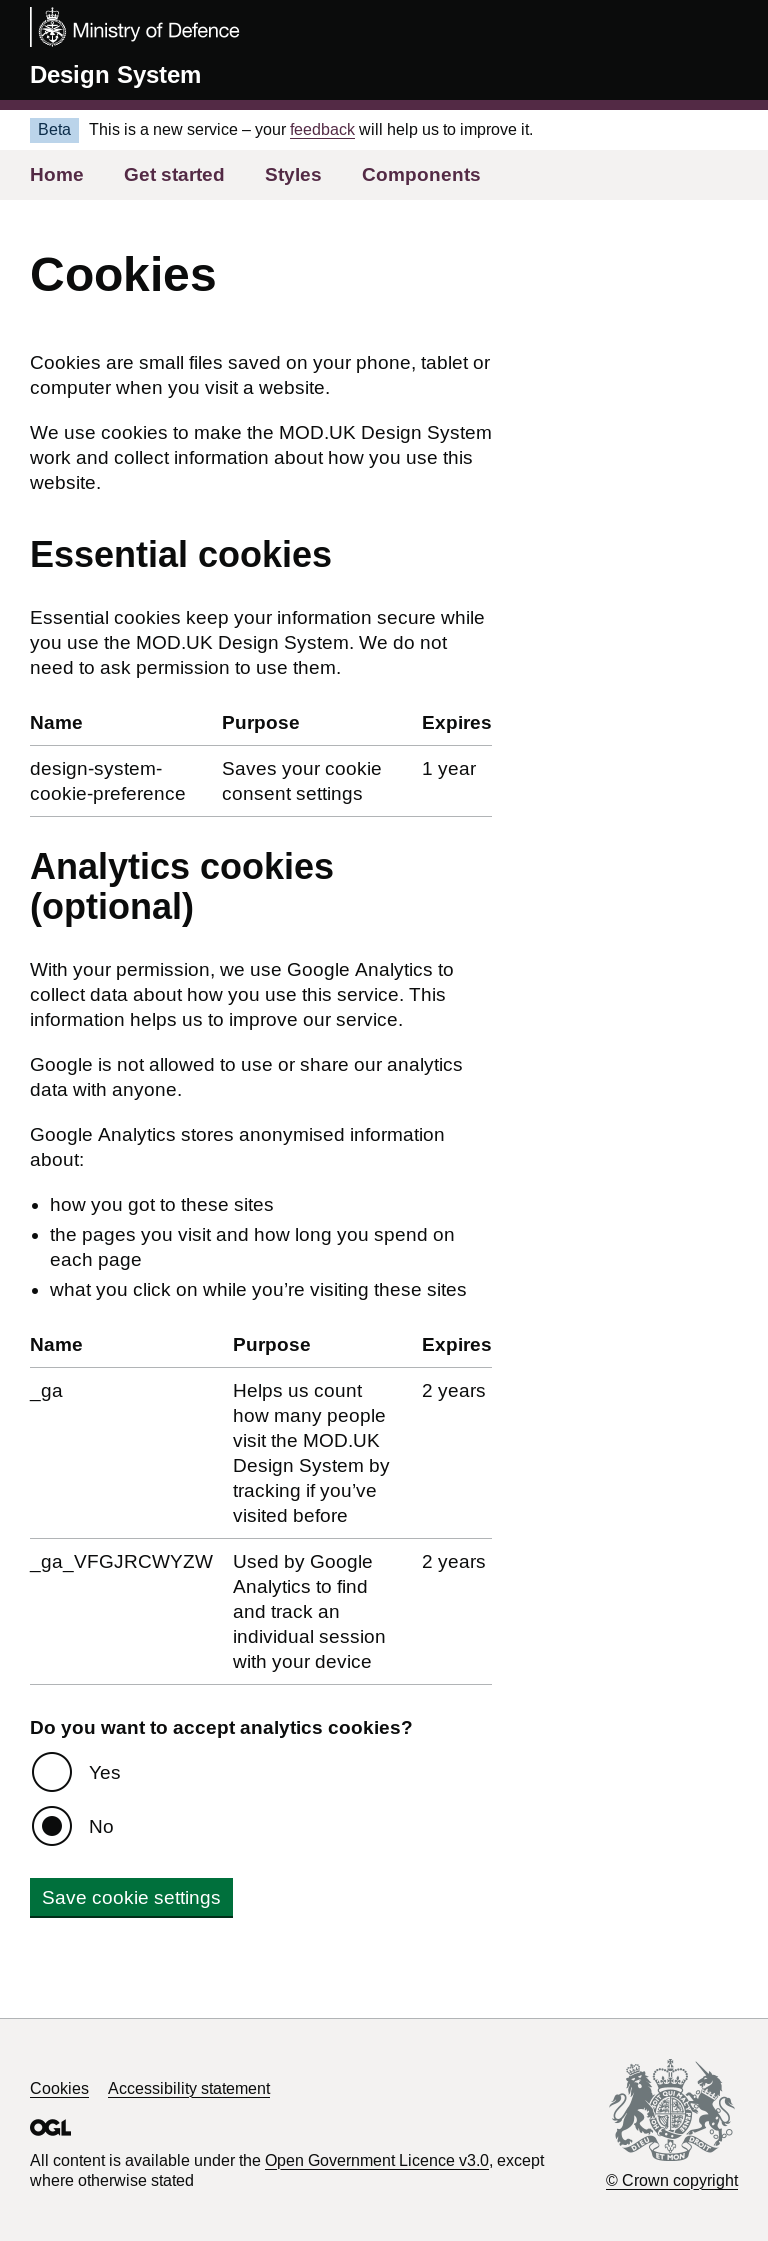 Ministry of Defence
Design System
Beta This is a new service – your feedback will help us to improve it.
Home Get started Styles Components
Cookies
Cookies are small files saved on your phone, tablet or
computer when you visit a website.
We use cookies to make the MOD.UK Design System
work and collect information about how you use this
website.
Essential cookies
Essential cookies keep your information secure while
you use the MOD.UK Design System. We do not
need to ask permission to use them.
Name Purpose Expires
design-system- Saves your cookie 1 year
cookie-preference consent settings
Analytics cookies
(optional)
With your permission, we use Google Analytics to
collect data about how you use this service. This
information helps us to improve our service.
Google is not allowed to use or share our analytics
data with anyone.
Google Analytics stores anonymised information
about:
• how you got to these sites
• the pages you visit and how long you spend on
each page
• what you click on while you’re visiting these sites
Name Purpose Expires
_ga Helps us count 2 years
how many people
visit the MOD.UK
Design System by
tracking if you’ve
visited before
_ga_VFGJRCWYZW Used by Google 2 years
Analytics to find
and track an
individual session
with your device
Do you want to accept analytics cookies?
Yes
No
Save cookie settings
Cookies Accessibility statement
OGL
All content is available under the Open Government Licence v3.0, except
where otherwise stated
© Crown copyright